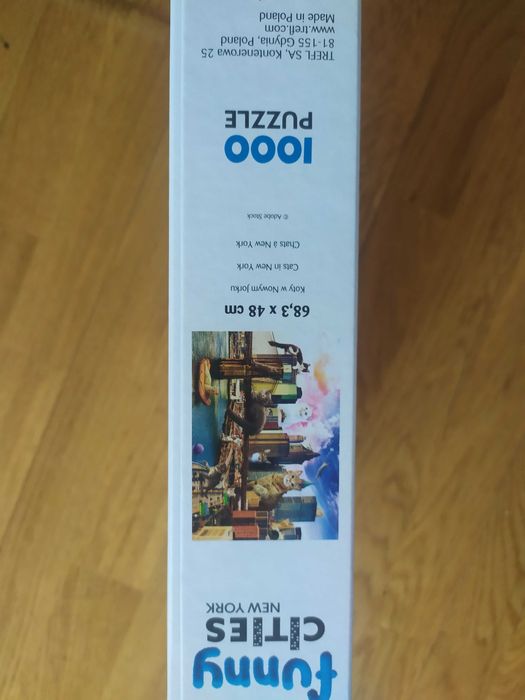 funny
CITIES
NEW YORK
68,3 x 48 cm
Koty w Nowym Jorku
Cats in New York
Chats à New York
© Adobe Stock
1000
PUZZLE
TREFL SA, Kontenerowa 25
81-155 Gdynia, Poland
www.trefl.com
Made in Poland